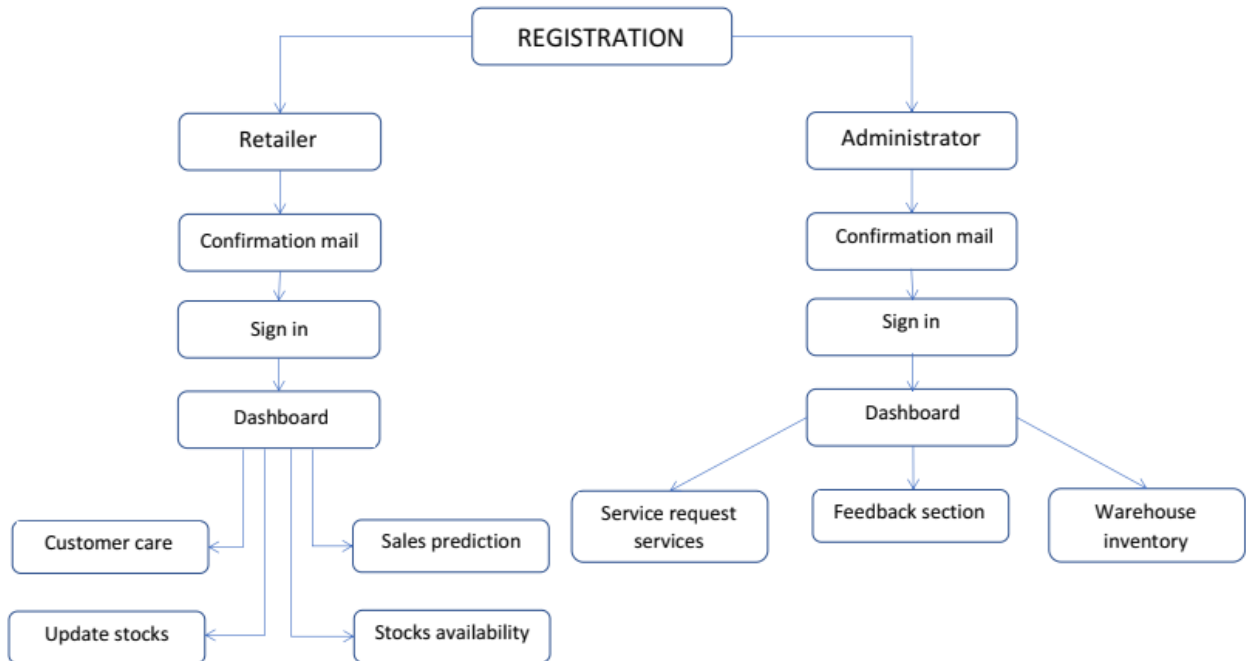 REGISTRATION
Retailer
Administrator
Confirmation mail
Confirmation mail
Sign in
Sign in
Dashboard
Dashboard
Customer care
Sales prediction
Service request
services
Feedback section
Warehouse
inventory
Update stocks
Stocks availability